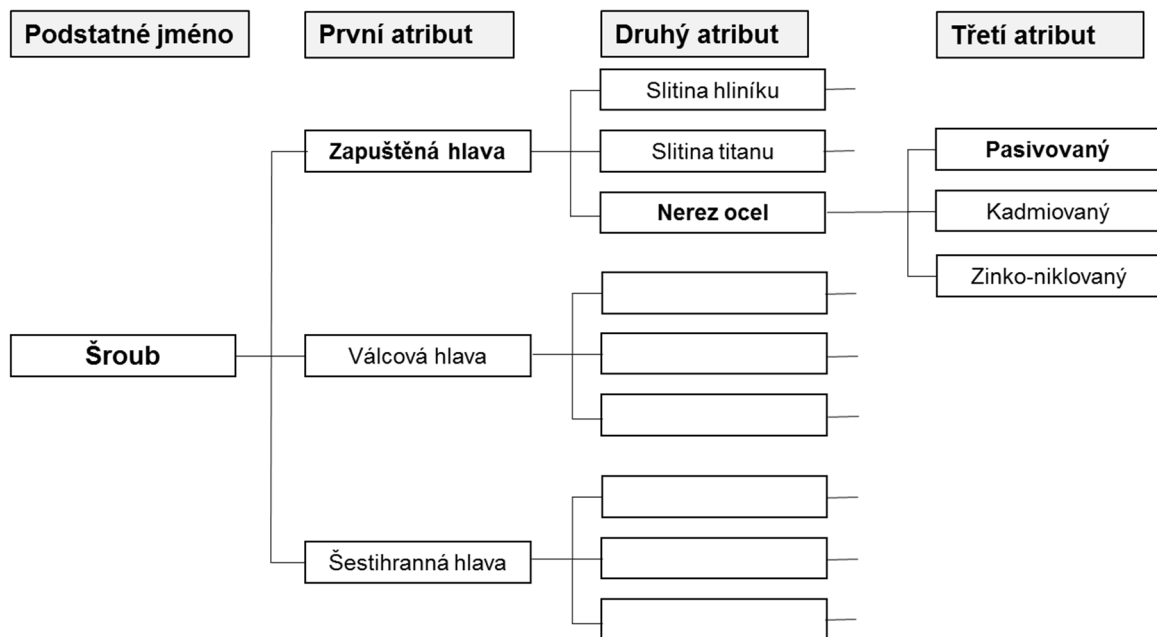 Podstatné jméno
První atribut
Druhý atribut
Třetí atribut
Slitina hliníku
Zapuštěná hlava
Slitina titanu
Pasivovaný
Nerez ocel
Kadmiovaný
Zinko-niklovaný
Šroub
Válcová hlava
Šestihranná hlava